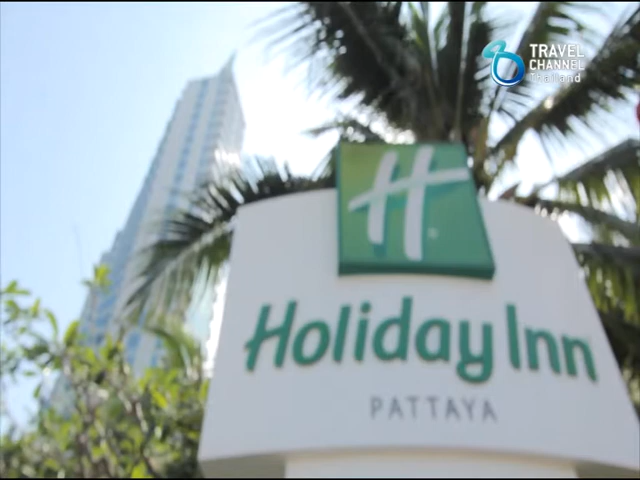 TRAVEL
CHANNEL
Thailand
H
Holiday Inn
PATTAYA